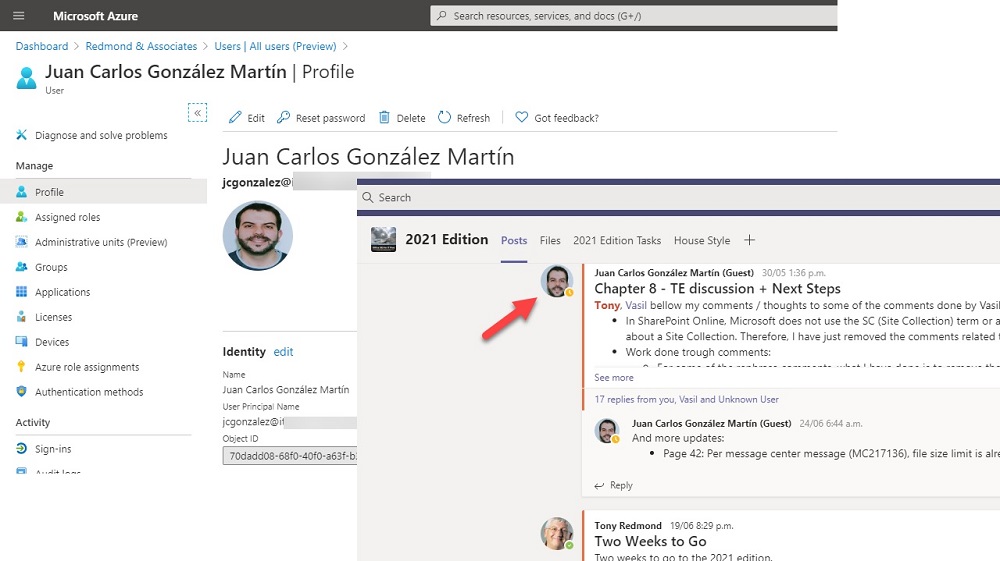 Microsoft Azure
Search resources, services, and docs (G+/)
Dashboard > Redmond & Associates > Users | All users (Preview) >
Juan Carlos González Martín | Profile
User
«
Diagnose and solve problems
Manage
Profile
Assigned roles
Administrative units (Preview)
Groups
Applications
Licenses
Devices
Azure role assignments
Authentication methods
Activity
Sign-ins
Audit logs
Edit
Reset password
Delete
Refresh
Got feedback?
Juan Carlos González Martín
jcgonzalez@i
Identity edit
Name
Juan Carlos González Martín
User Principal Name
jcgonzalez@it
Object ID
70dadd08-68f0-40f0-a63f-b
Search
2021 Edition Posts Files 2021 Edition Tasks House Style +
Juan Carlos González Martín (Guest) 30/05 1:36 p.m.
Chapter 8 - TE discussion + Next Steps
Tony, Vasil bellow my comments / thoughts to some of the comments done by Vasil
• In SharePoint Online, Microsoft does not use the SC (Site Collection) term or a
about a Site Collection. Therefore, I have just removed the comments related
• Work done trough comments:
See more
17 replies from you, Vasil and Unknown User
Juan Carlos González Martín (Guest) 24/06 6:44 a.m.
And more updates:
• Page 42: Per message center message (MC217136), file size limit is alre
Reply
Tony Redmond 19/06 8:29 p.m.
Two Weeks to Go
Two weeks to go to the 2021 edition.